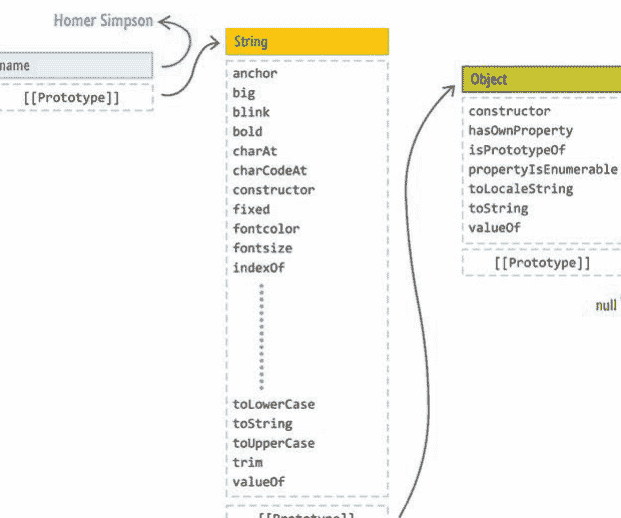 Homer Simpson
name
[[Prototype]]
String
anchor
big
blink
bold
charAt
charCodeAt
constructor
fixed
fontcolor
fontsize
indexOf
toLowerCase
toString
toUpperCase
trim
valueOf
[[Prototype]]
Object
constructor
hasOwnProperty
isPrototypeOf
propertyIsEnumerable
toLocaleString
toString
valueOf
[[Prototype]]
null